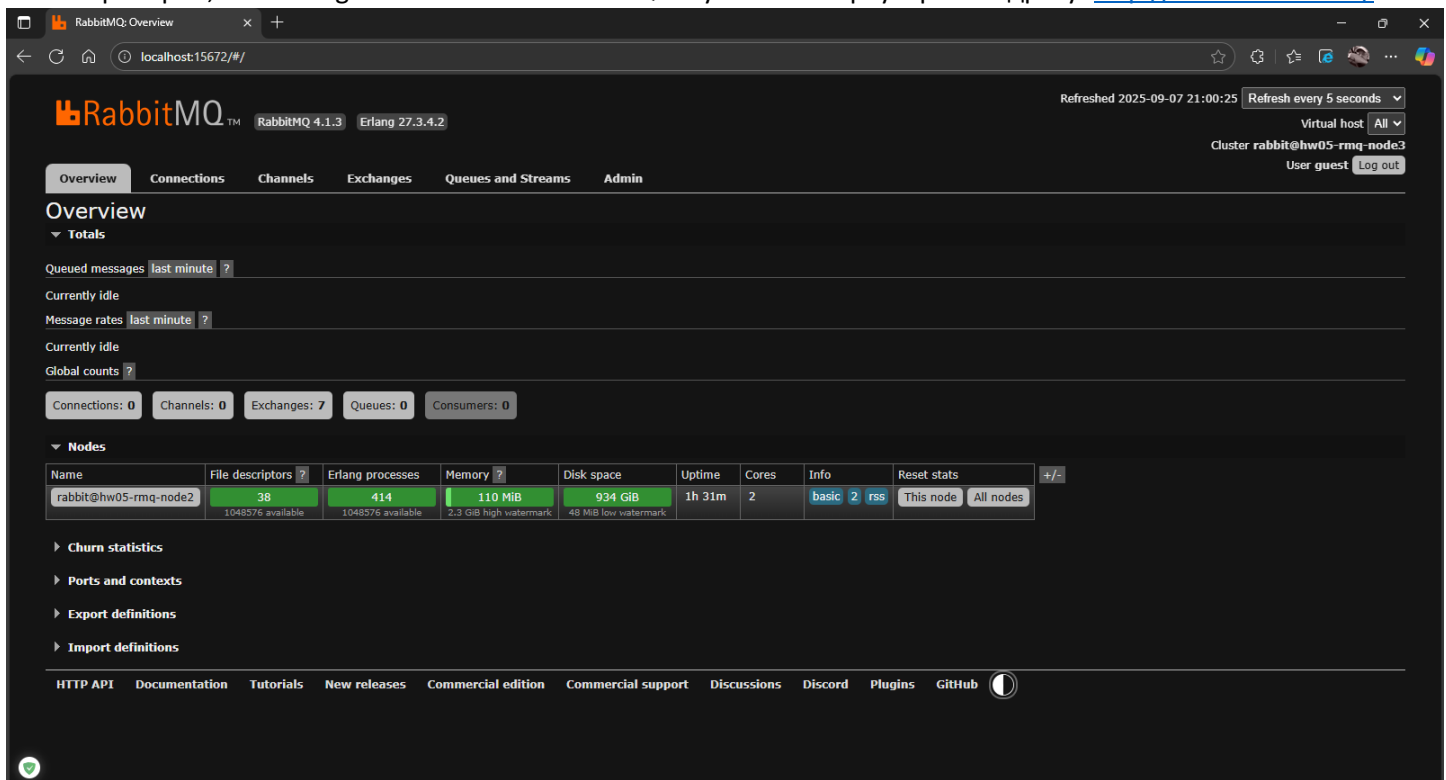 RabbitMQ: Overview
localhost:15672/#/
RabbitMQ TM RabbitMQ 4.1.3 Erlang 27.3.4.2
Refreshed 2025-09-07 21:00:25 Refresh every 5 seconds
Virtual host All
Cluster rabbit@hw05-rmq-node3
User guest Log out
Overview Connections Channels Exchanges Queues and Streams Admin
Overview
Totals
Queued messages last minute ?
Currently idle
Message rates last minute ?
Currently idle
Global counts ?
Connections: 0 Channels: 0 Exchanges: 7 Queues: 0 Consumers: 0
Nodes
Name File descriptors ? Erlang processes Memory ? Disk space Uptime Cores Info Reset stats +/-
rabbit@hw05-rmq-node2 38 414 110 MiB 934 GiB 1h 31m 2 basic 2 rss This node All nodes
1048576 available 1048576 available 2.3 GiB high watermark 48 MiB low watermark
Churn statistics
Ports and contexts
Export definitions
Import definitions
HTTP API Documentation Tutorials New releases Commercial edition Commercial support Discussions Discord Plugins GitHub